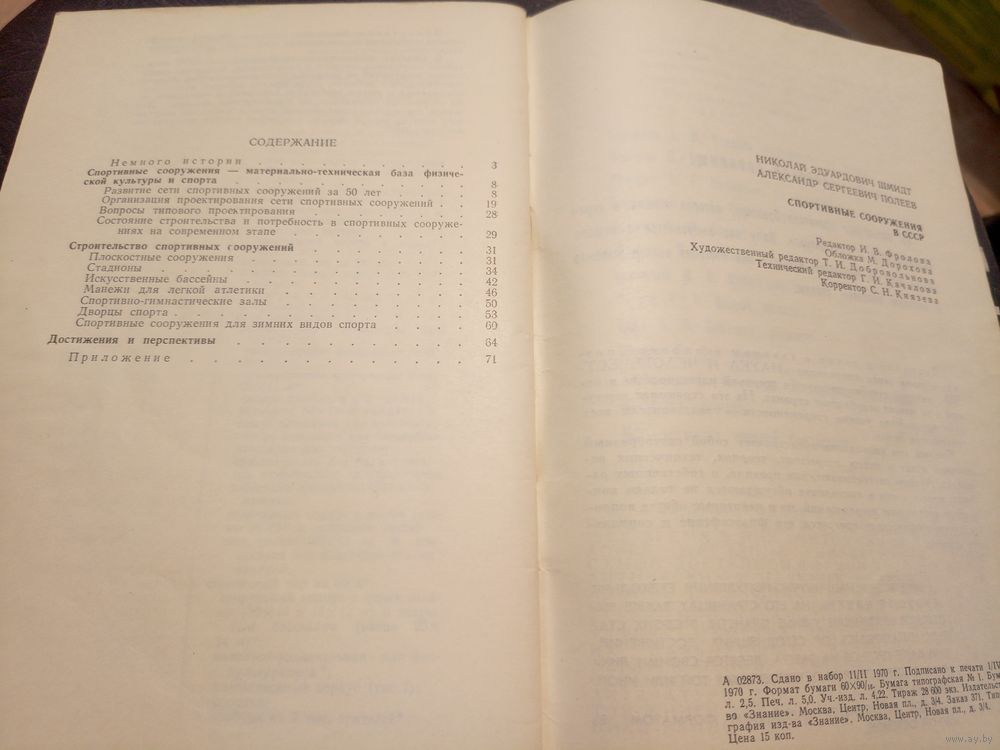 СОДЕРЖАНИЕ
Немного истории . . . . . . . . . . 3
Спортивные сооружения — материально-техническая база физиче-
ской культуры и спорта . . . . . . . . . . 8
Развитие сети спортивных сооружений за 50 лет . . . . 8
Организация проектирования сети спортивных сооружений . . 19
Вопросы типового проектирования . . . . . . . 28
Состояние строительства и потребность в спортивных сооруже-
ниях на современном этапе . . . . . . . . 29
Строительство спортивных сооружений . . . . . . . 31
Плоскостные сооружения . . . . . . . . . 31
Стадионы . . . . . . . . . . . . . 34
Искусственные бассейны . . . . . . . . . 42
Манежи для легкой атлетики . . . . . . . . 46
Спортивно-гимнастические залы . . . . . . . . 50
Дворцы спорта . . . . . . . . . . . . 53
Спортивные сооружения для зимних видов спорта . . . . 60
Достижения и перспективы . . . . . . . . . . 64
Приложение . . . . . . . . . . . . 71
НИКОЛАЙ ЭДУАРДОВИЧ ШМИДТ
АЛЕКСАНДР СЕРГЕЕВИЧ ПОЛЕЕВ
СПОРТИВНЫЕ СООРУЖЕНИЯ
В СССР
Редактор И. В. Фролова
Обложка М. Дорохова
Художественный редактор Т. И. Добровольнова
Технический редактор Г. И. Качалова
Корректор С. Н. Князева
А 02873. Сдано в набор 11/II 1970 г. Подписано к печати 1/IV
1970 г. Формат бумаги 60×90/16. Бумага типографская № 1. Бум.
л. 2,5. Печ. л. 5,0. Уч.-изд. л. 4,22. Тираж 28 600 экз. Издательст-
во «Знание». Москва, Центр, Новая пл., д. 3/4. Заказ 371. Типо-
графия изд-ва «Знание». Москва, Центр, Новая пл., д. 3/4.
Цена 15 коп.
www.ay.by